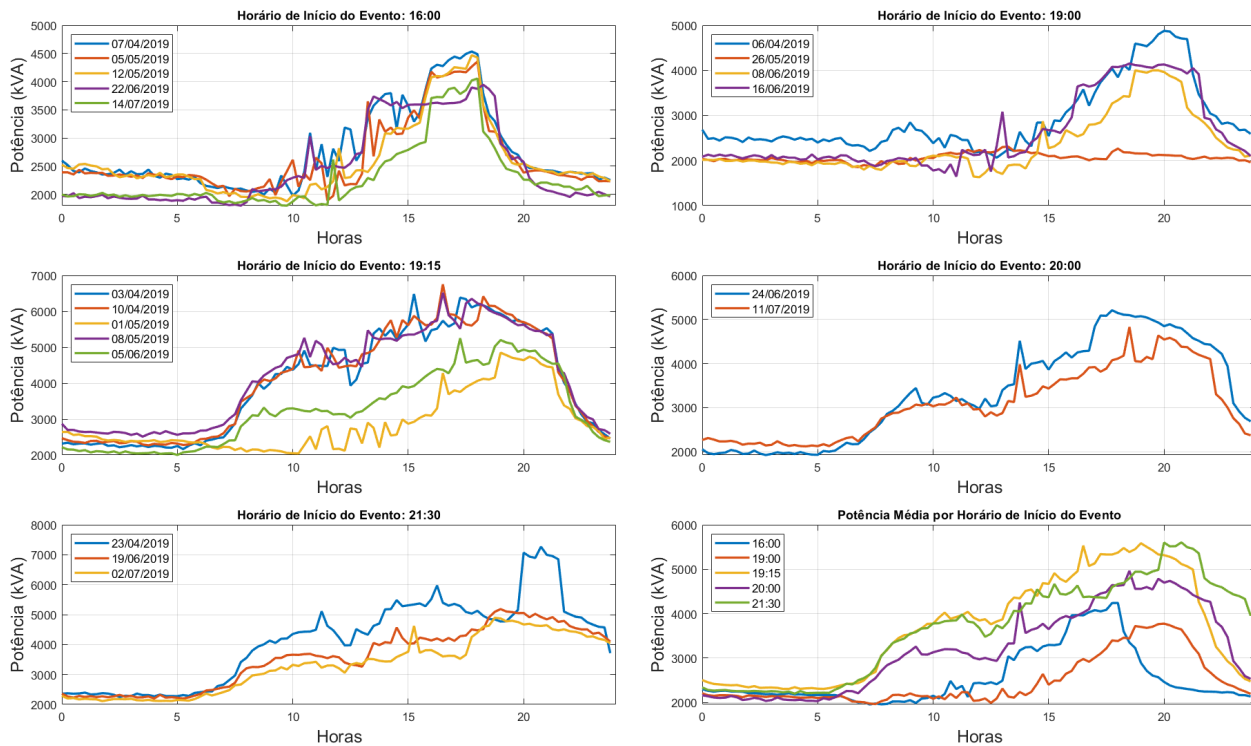 Horário de Início do Evento: 16:00
Potência (kVA)
5000
4500
4000
3500
3000
2500
2000
07/04/2019
05/05/2019
12/05/2019
22/06/2019
14/07/2019
0 5 10 15 20
Horas
Horário de Início do Evento: 19:00
Potência (kVA)
5000
4000
3000
2000
1000
06/04/2019
26/05/2019
08/06/2019
16/06/2019
0 5 10 15 20
Horas
Horário de Início do Evento: 19:15
Potência (kVA)
7000
6000
5000
4000
3000
2000
03/04/2019
10/04/2019
01/05/2019
08/05/2019
05/06/2019
0 5 10 15 20
Horas
Horário de Início do Evento: 20:00
Potência (kVA)
6000
5000
4000
3000
2000
24/06/2019
11/07/2019
0 5 10 15 20
Horas
Horário de Início do Evento: 21:30
Potência (kVA)
8000
7000
6000
5000
4000
3000
2000
23/04/2019
19/06/2019
02/07/2019
0 5 10 15 20
Horas
Potência Média por Horário de Início do Evento
Potência (kVA)
6000
5000
4000
3000
2000
16:00
19:00
19:15
20:00
21:30
0 5 10 15 20
Horas